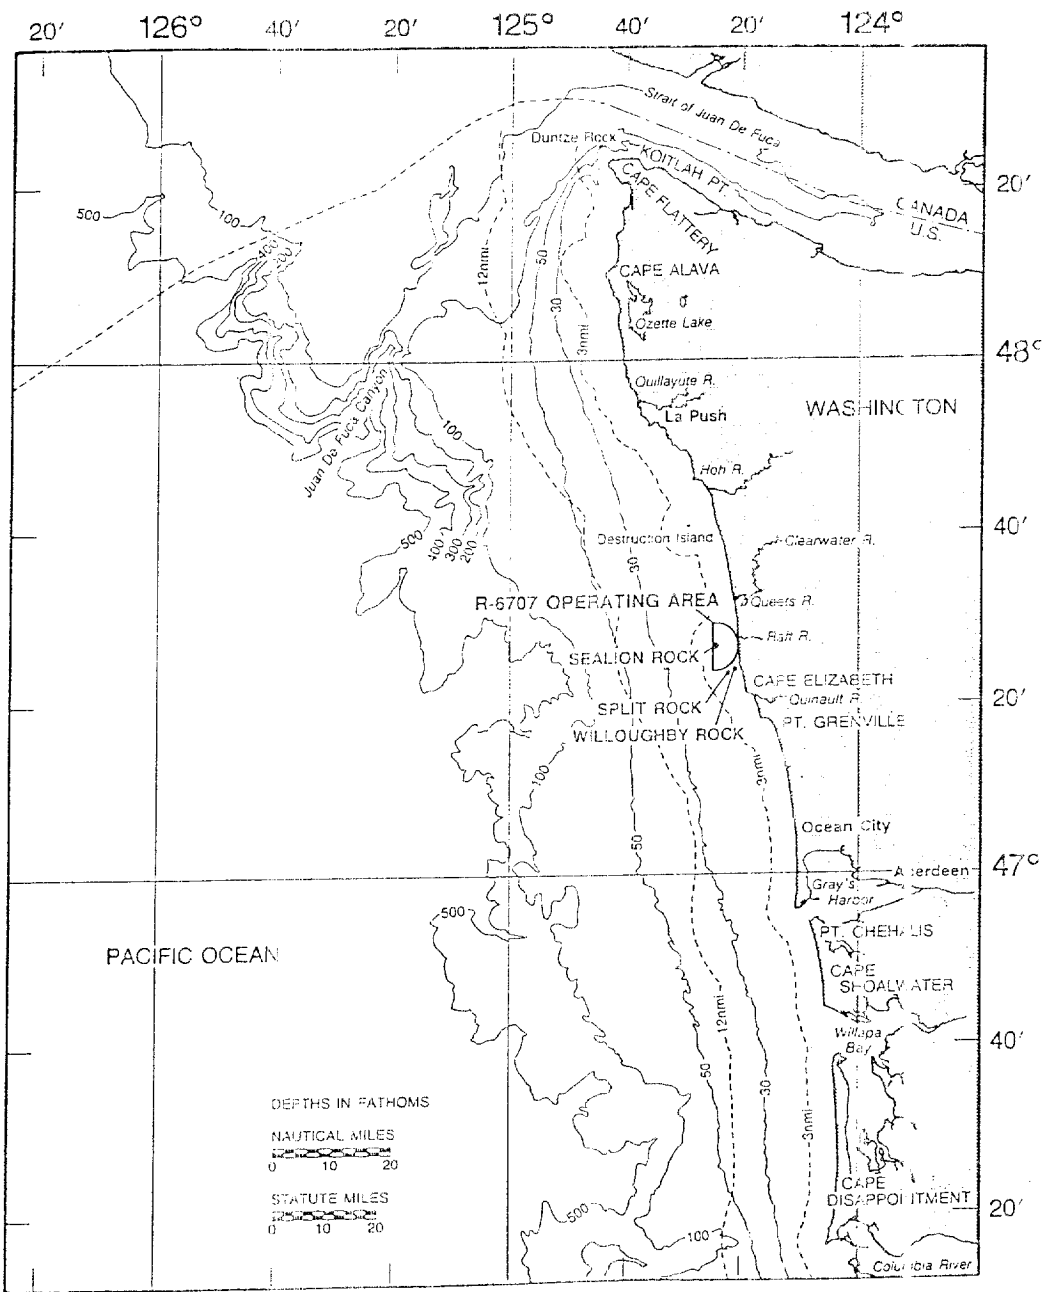 20′ 126° 40′ 20′ 125° 40′ 20′ 124°
Strait of Juan De Fuca
Duntze Rock
KOITLAH PT.
CAPE FLATTERY
20′
CANADA
U.S.
500
100
400
200
12nmi
50
30
3nmi
CAPE ALAVA
Ozette Lake
48°
Quillayute R.
La Push
WASHINGTON
Juan De Fuca Canyon
100
Hoh R.
500
400
300
200
Destruction Island
30
Clearwater R.
40′
R-6707 OPERATING AREA
Queers R.
Raft R.
SEALION ROCK
CAPE ELIZABETH
Quinault R.
20′
SPLIT ROCK
PT. GRENVILLE
WILLOUGHBY ROCK
100
3nmi
50
Ocean City
47°
Aberdeen
Gray's
Harbor
500
PT. CHEHALIS
PACIFIC OCEAN
CAPE
SHOALWATER
12nmi
Willapa
Bay
40′
50
30
3nmi
DEPTHS IN FATHOMS
NAUTICAL MILES
0 10 20
STATUTE MILES
0 10 20
CAPE
DISAPPOINTMENT
20′
500
100
Columbia River